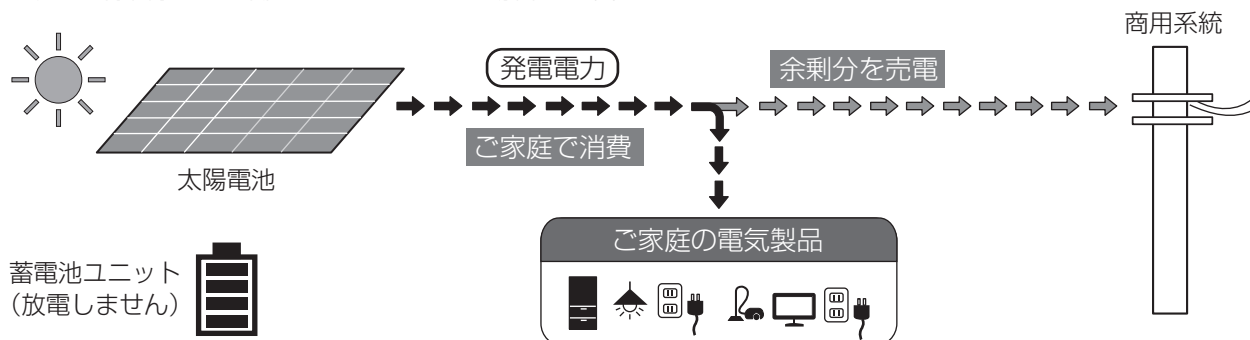 商用系統
発電電力
余剰分を売電
ご家庭で消費
太陽電池
ご家庭の電気製品
蓄電池ユニット
（放電しません）